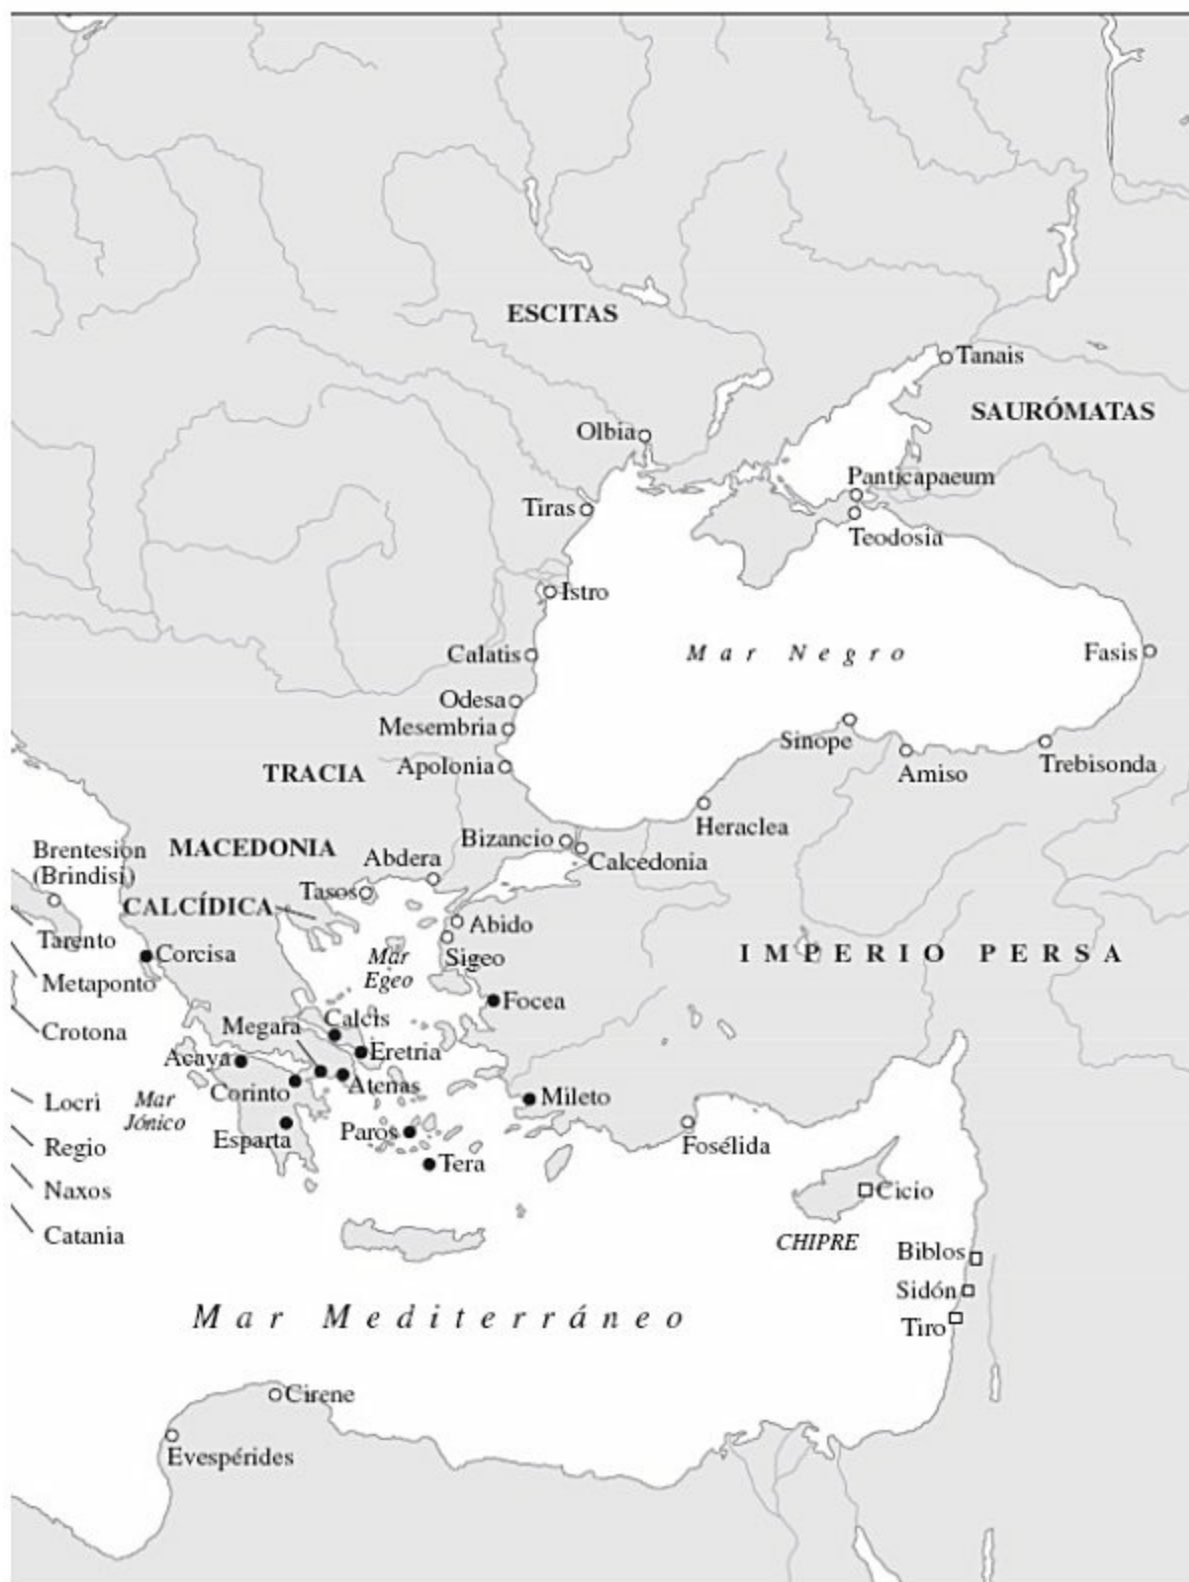 ESCITAS
Tanais
SAURÓMATAS
Olbia
Panticapaeum
Tiras
Teodosia
Istro
Calatis
Mar Negro
Fasis
Odesa
Mesembria
Sinope
Apolonia
TRACIA
Amiso
Trebisonda
Heraclea
Bizancio
Calcedonia
Brentesion
(Brindisi)
MACEDONIA
Abdera
Tasos
CALCÍDICA
Abido
Tarento
Corcisa
Mar
Egeo
Sigeo
IMPERIO PERSA
Metaponto
Focea
Crotona
Megara
Calcis
Acaya
Eretria
Corinto
Atenas
Locri
Mar
Jónico
Mileto
Esparta
Paros
Regio
Fosélida
Tera
Naxos
Cicio
Catania
CHIPRE
Biblos
Sidón
Mar Mediterráneo
Tiro
Cirene
Evespérides